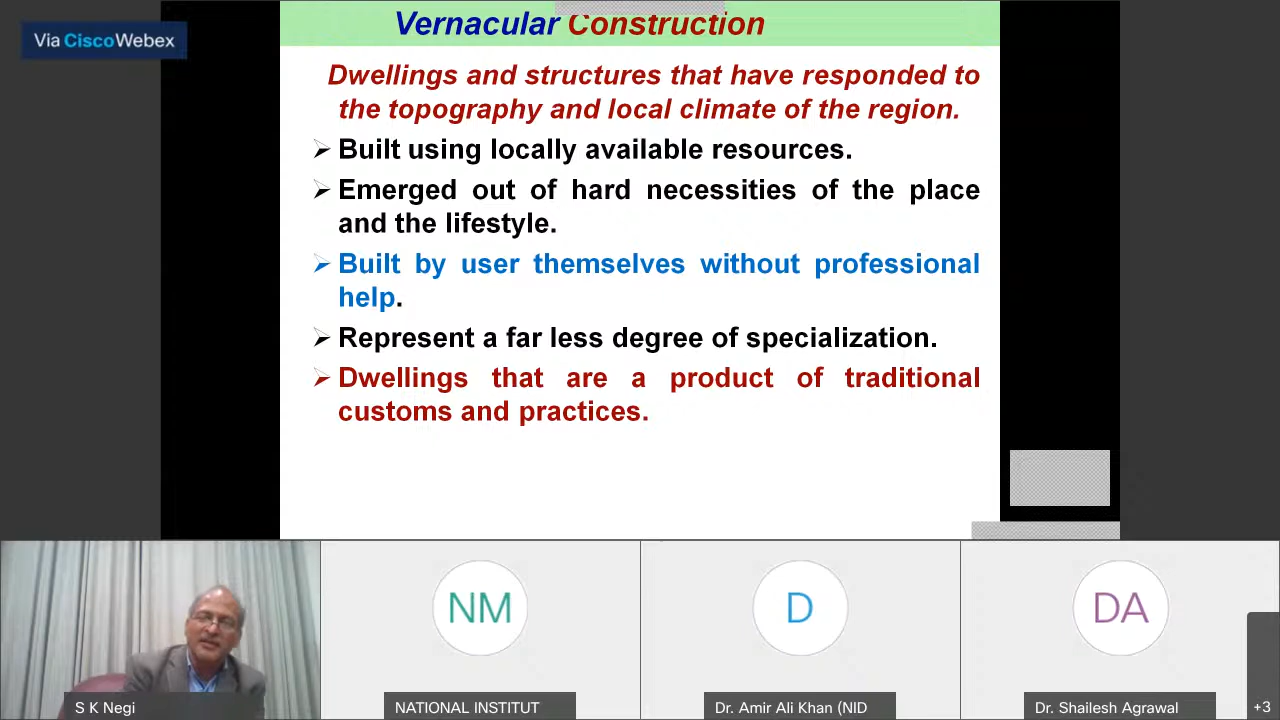 Via Cisco Webex
Vernacular Construction
Dwellings and structures that have responded to
the topography and local climate of the region.
Built using locally available resources.
Emerged out of hard necessities of the place
and the lifestyle.
Built by user themselves without professional
help.
Represent a far less degree of specialization.
Dwellings that are a product of traditional
customs and practices.
NM
D
DA
S K Negi
NATIONAL INSTITUT
Dr. Amir Ali Khan (NID
Dr. Shailesh Agrawal
+3